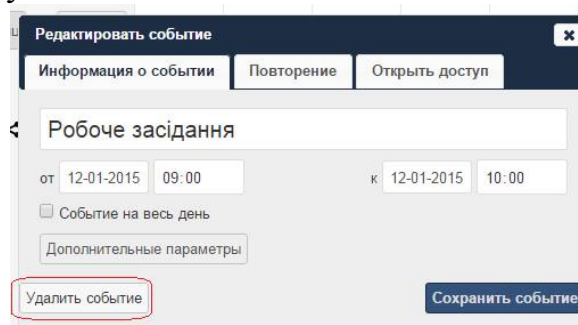 Редактировать событие
Информация о событии Повторение Открыть доступ
Робоче засідання
от 12-01-2015 09:00 к 12-01-2015 10:00
Событие на весь день
Дополнительные параметры
Удалить событие Сохранить событие